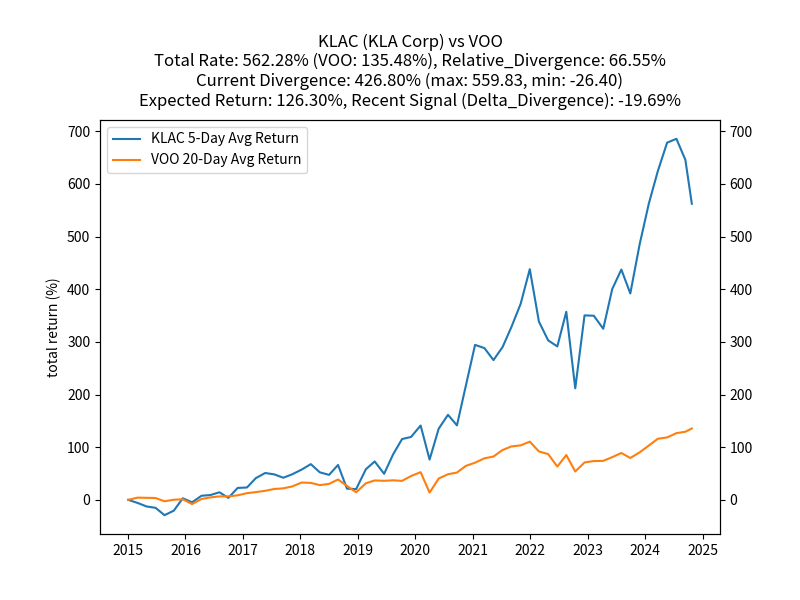 KLAC (KLA Corp) vs VOO
Total Rate: 562.28% (VOO: 135.48%), Relative_Divergence: 66.55%
Current Divergence: 426.80% (max: 559.83, min: -26.40)
Expected Return: 126.30%, Recent Signal (Delta_Divergence): -19.69%
KLAC 5-Day Avg Return
VOO 20-Day Avg Return
total return (%)
700
600
500
400
300
200
100
0
700
600
500
400
300
200
100
0
2015 2016 2017 2018 2019 2020 2021 2022 2023 2024 2025